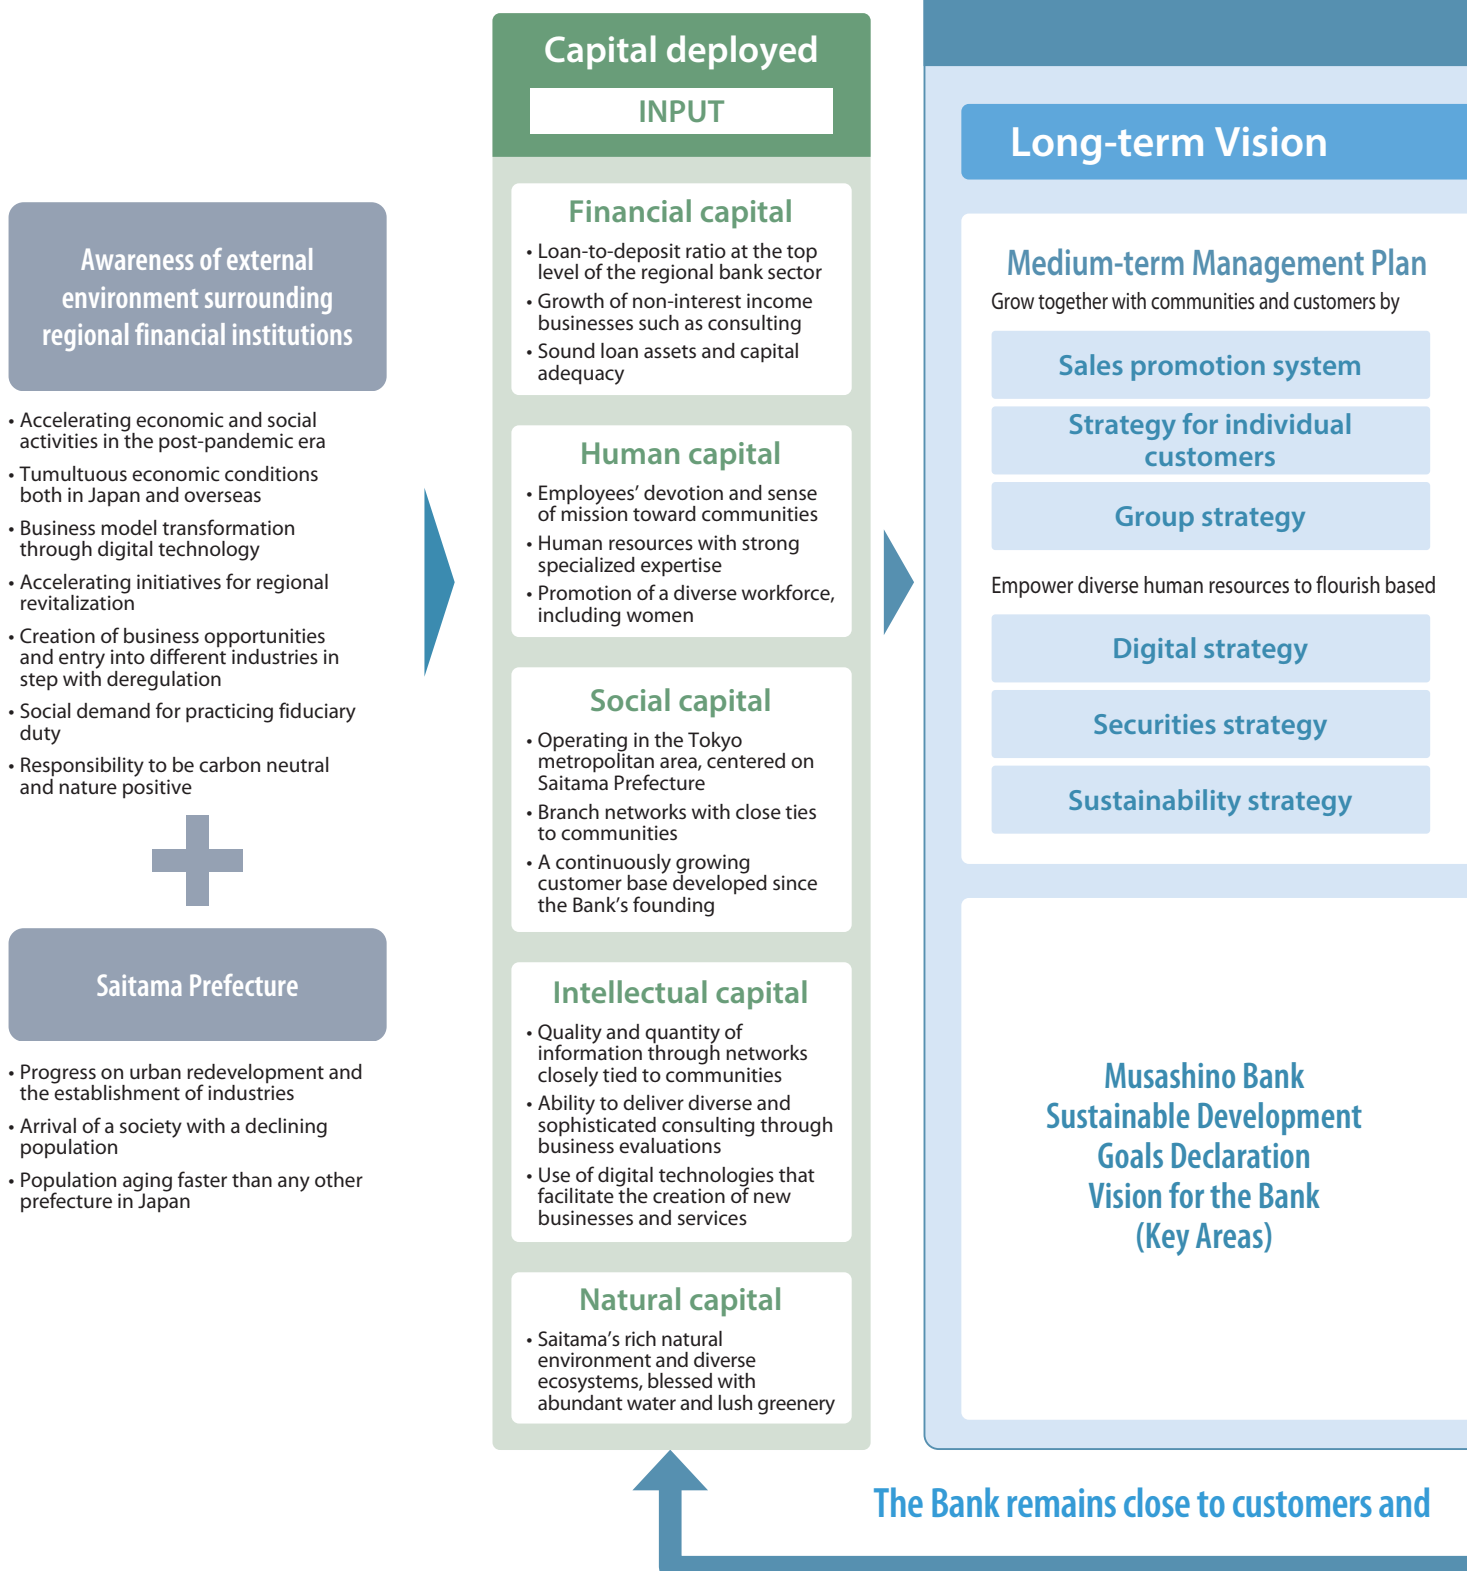 Awareness of external
environment surrounding
regional financial institutions
• Accelerating economic and social
activities in the post-pandemic era
• Tumultuous economic conditions
both in Japan and overseas
• Business model transformation
through digital technology
• Accelerating initiatives for regional
revitalization
• Creation of business opportunities
and entry into different industries in
step with deregulation
• Social demand for practicing fiduciary
duty
• Responsibility to be carbon neutral
and nature positive
Saitama Prefecture
• Progress on urban redevelopment and
the establishment of industries
• Arrival of a society with a declining
population
• Population aging faster than any other
prefecture in Japan
Capital deployed
INPUT
Financial capital
• Loan-to-deposit ratio at the top
level of the regional bank sector
• Growth of non-interest income
businesses such as consulting
• Sound loan assets and capital
adequacy
Human capital
• Employees’ devotion and sense
of mission toward communities
• Human resources with strong
specialized expertise
• Promotion of a diverse workforce,
including women
Social capital
• Operating in the Tokyo
metropolitan area, centered on
Saitama Prefecture
• Branch networks with close ties
to communities
• A continuously growing
customer base developed since
the Bank’s founding
Intellectual capital
• Quality and quantity of
information through networks
closely tied to communities
• Ability to deliver diverse and
sophisticated consulting through
business evaluations
• Use of digital technologies that
facilitate the creation of new
businesses and services
Natural capital
• Saitama’s rich natural
environment and diverse
ecosystems, blessed with
abundant water and lush greenery
Long-term Vision
Medium-term Management Plan
Grow together with communities and customers by
Sales promotion system
Strategy for individual
customers
Group strategy
Empower diverse human resources to flourish based
Digital strategy
Securities strategy
Sustainability strategy
Musashino Bank
Sustainable Development
Goals Declaration
Vision for the Bank
(Key Areas)
The Bank remains close to customers and